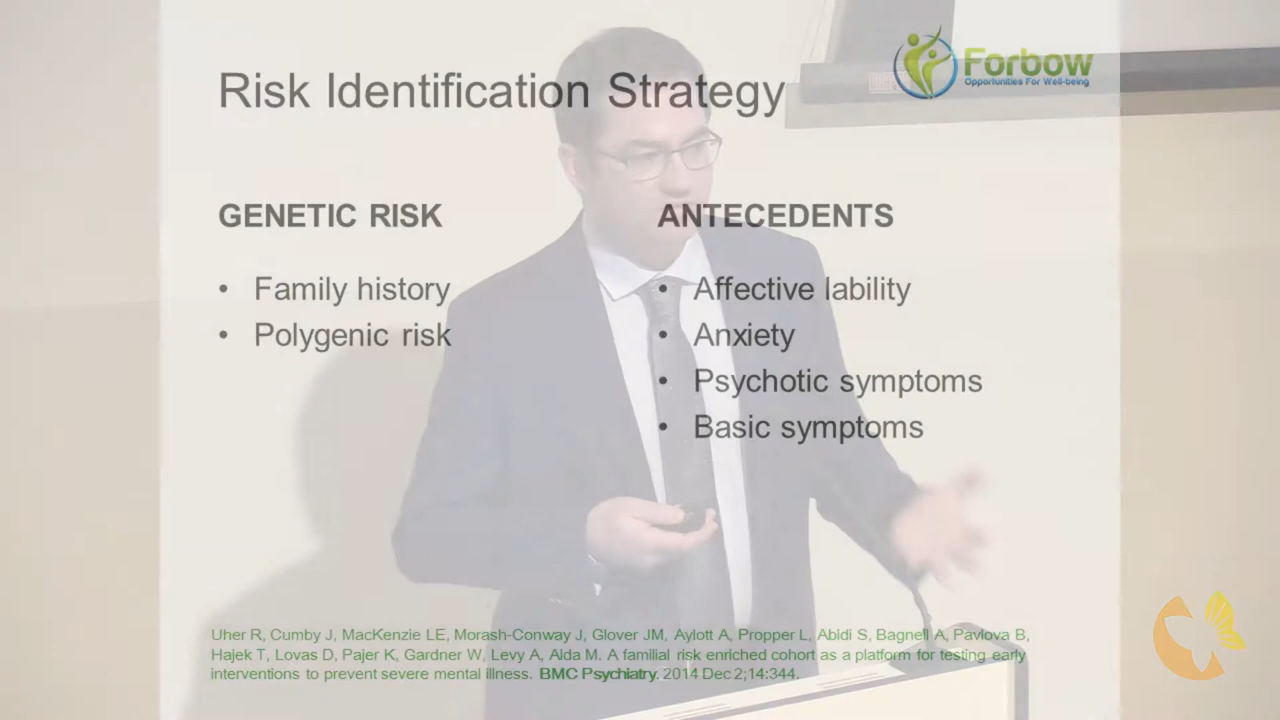 Forbow
Opportunities For Well-being
Risk Identification Strategy
GENETIC RISK
• Family history
• Polygenic risk
ANTECEDENTS
• Affective lability
• Anxiety
• Psychotic symptoms
• Basic symptoms
Uher R, Cumby J, MacKenzie LE, Morash-Conway J, Glover JM, Aylott A, Propper L, Abidi S, Bagnell A, Pavlova B,
Hajek T, Lovas D, Pajer K, Gardner W, Levy A, Alda M. A familial risk enriched cohort as a platform for testing early
interventions to prevent severe mental illness. BMC Psychiatry. 2014 Dec 2;14:344.